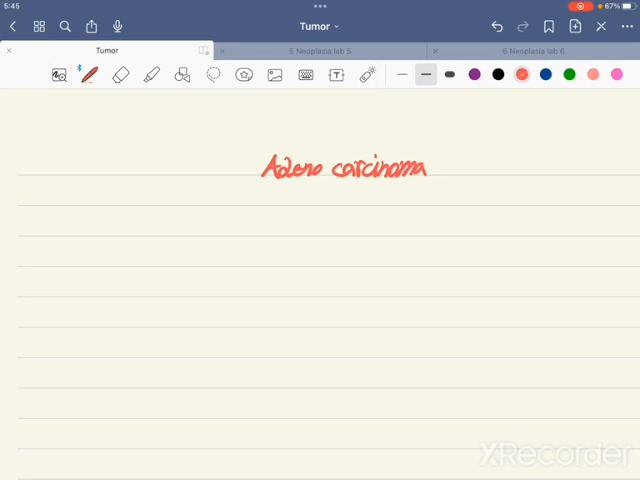 5:45
67%
Tumor
Tumor
5 Neoplasia lab 5
6 Neoplasia lab 6
Adeno carcinoma
XRecorder